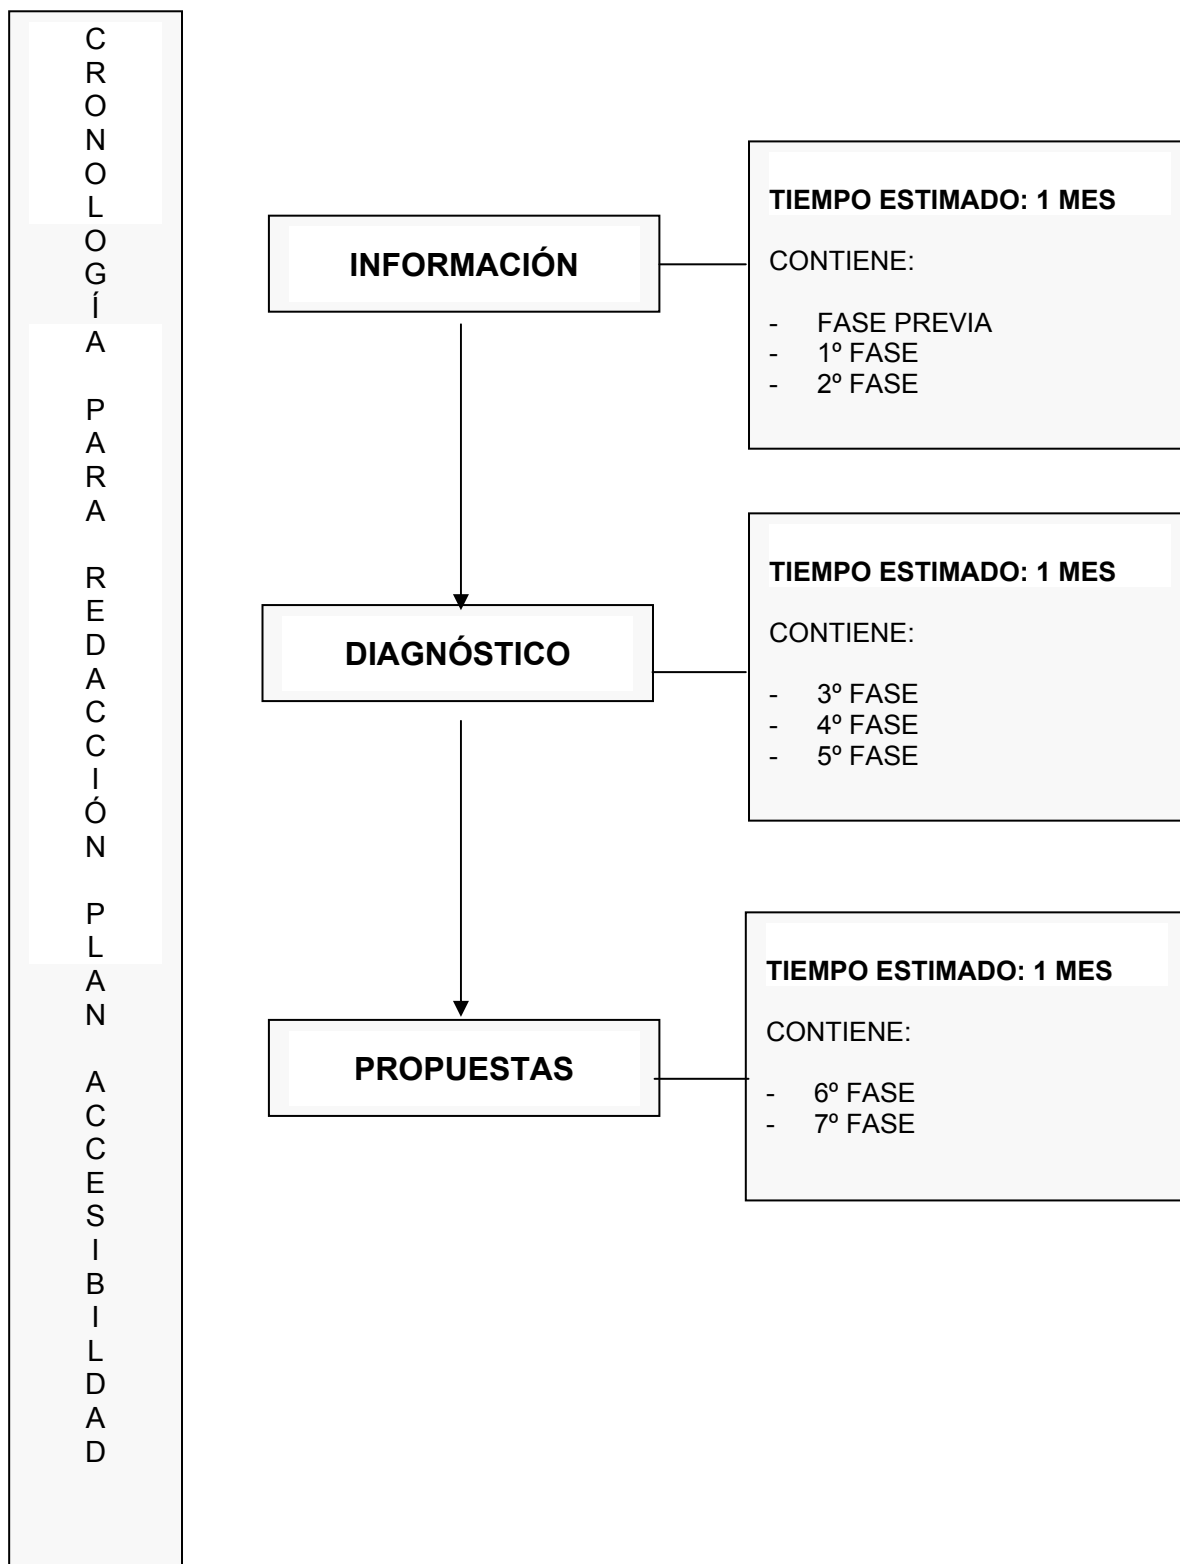 CRONOLOGÍA PARA REDACCIÓN PLAN ACCESIBILDAD
INFORMACIÓN
TIEMPO ESTIMADO: 1 MES
CONTIENE:
- FASE PREVIA
- 1º FASE
- 2º FASE
DIAGNÓSTICO
TIEMPO ESTIMADO: 1 MES
CONTIENE:
- 3º FASE
- 4º FASE
- 5º FASE
PROPUESTAS
TIEMPO ESTIMADO: 1 MES
CONTIENE:
- 6º FASE
- 7º FASE